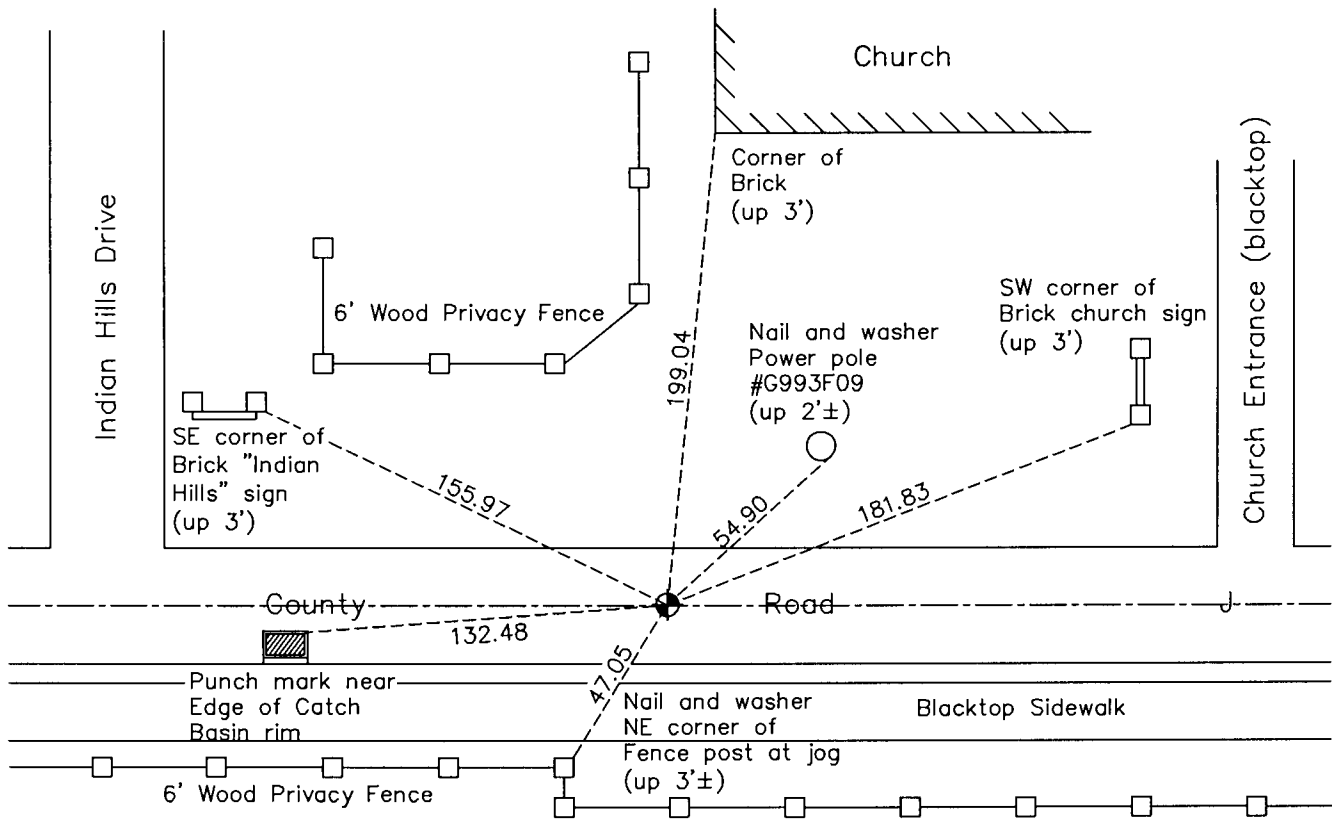 Church
Corner of
Brick
(up 3')
Indian Hills Drive
Church Entrance (blacktop)
6' Wood Privacy Fence
SW corner of
Brick church sign
(up 3')
Nail and washer
Power pole
#G993F09
(up 2'±)
199.04
SE corner of
Brick "Indian
Hills" sign
(up 3')
155.97
54.90
181.83
County Road J
132.48
47.05
Punch mark near
Edge of Catch
Basin rim
Nail and washer
NE corner of
Fence post at jog
(up 3'±)
Blacktop Sidewalk
6' Wood Privacy Fence